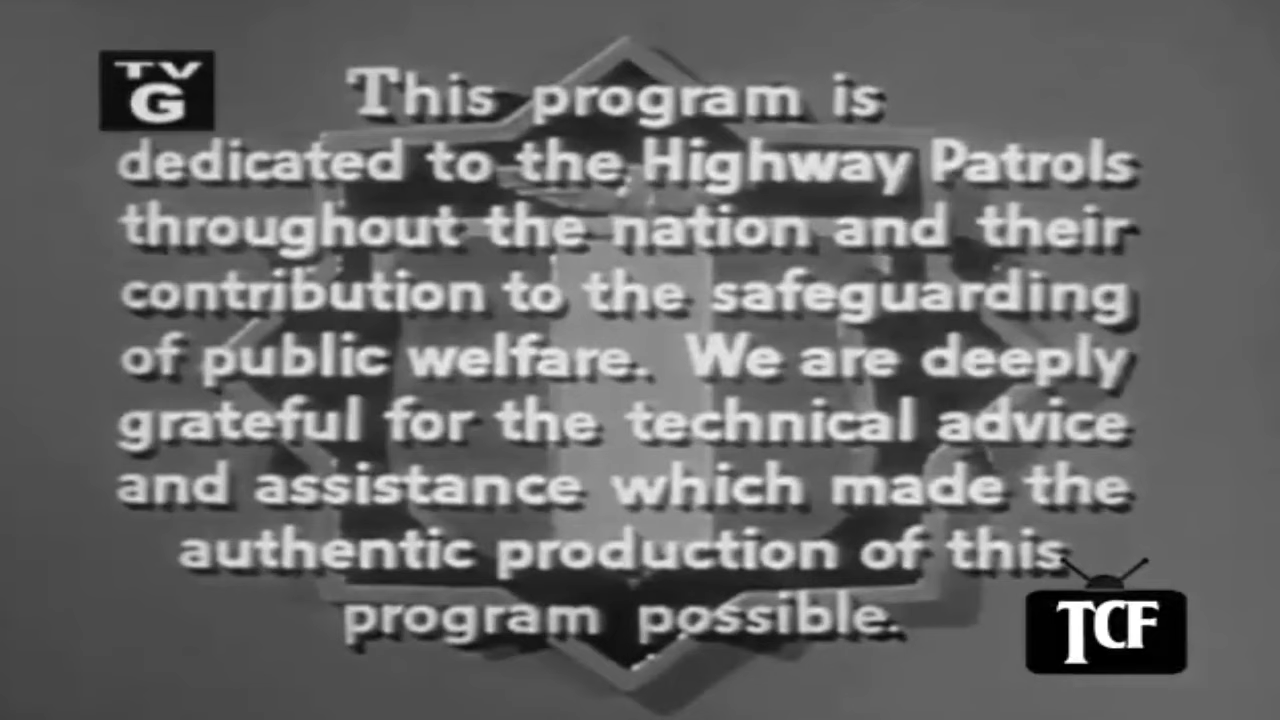 TV
G
This program is
dedicated to the Highway Patrols
throughout the nation and their
contribution to the safeguarding
of public welfare. We are deeply
grateful for the technical advice
and assistance which made the
authentic production of this
program possible.
TCF